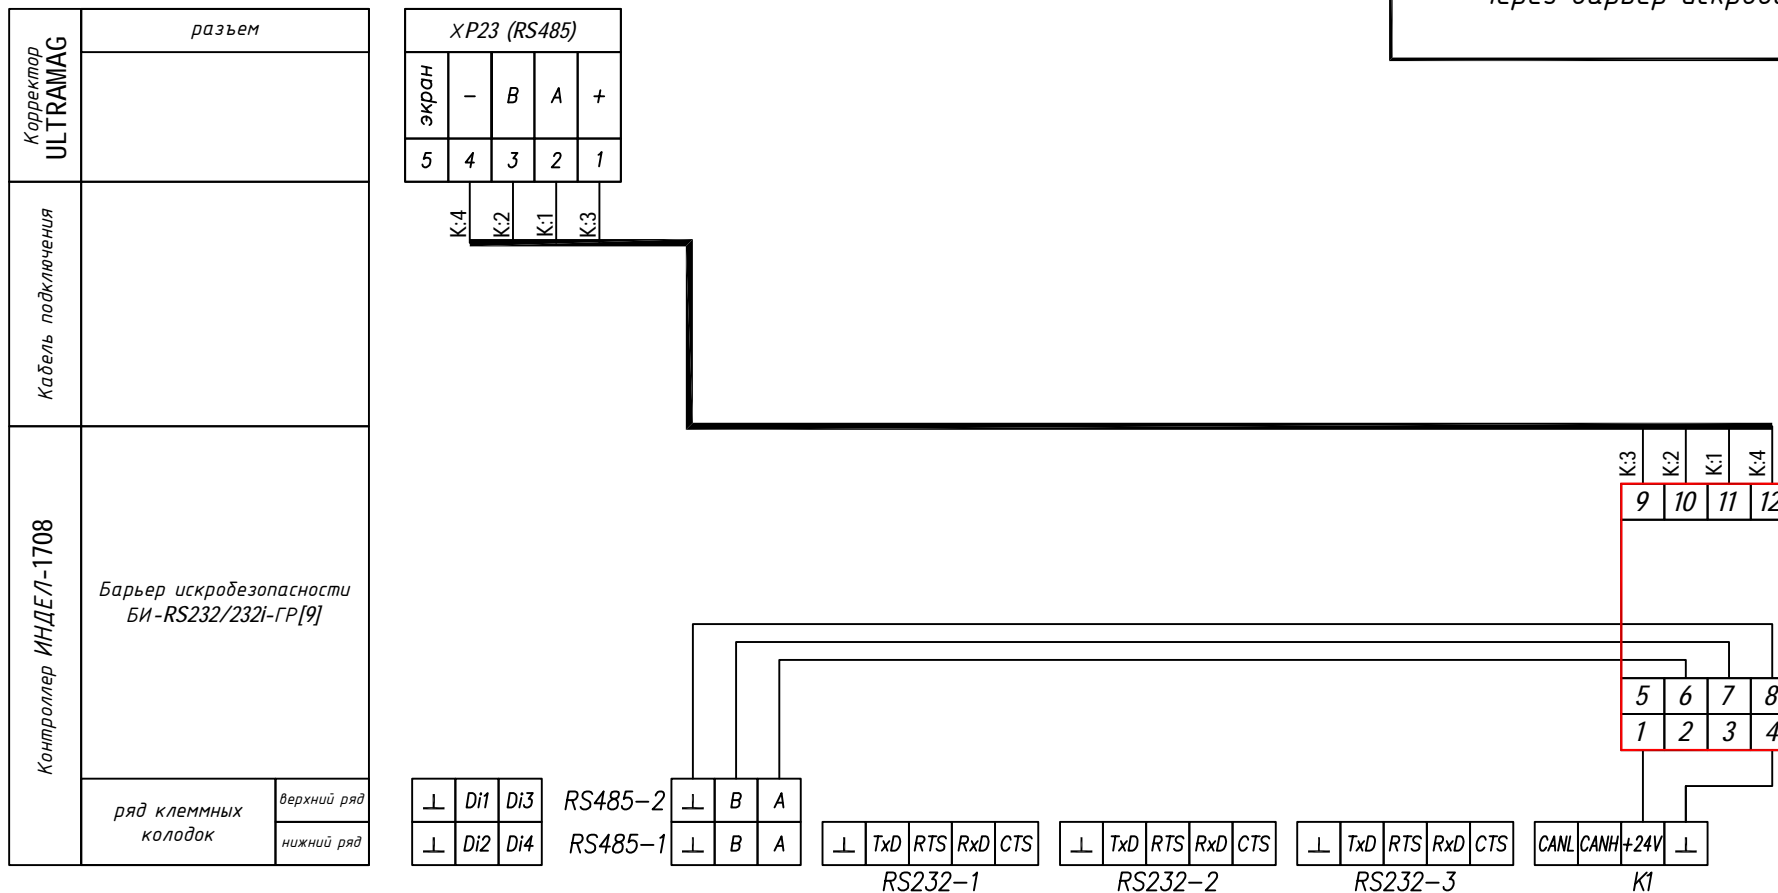 Корректор
ULTRAMAG
разъем
XP23 (RS485)
экран - B A +
5 4 3 2 1
K:4 K:2 K:1 K:3
Кабель подключения
K:3 K:2 K:1 K:4
9 10 11 12
Контроллер ИНДЕЛ-1708
Барьер искробезопасности
БИ-RS232/232i-ГР[9]
5 6 7 8
1 2 3 4
ряд клеммных
колодок
верхний ряд
нижний ряд
⊥ Di1 Di3 RS485-2 ⊥ B A
⊥ Di2 Di4 RS485-1 ⊥ B A
⊥ TxD RTS RxD CTS ⊥ TxD RTS RxD CTS ⊥ TxD RTS RxD CTS CANL CANH +24V ⊥
RS232-1 RS232-2 RS232-3 K1